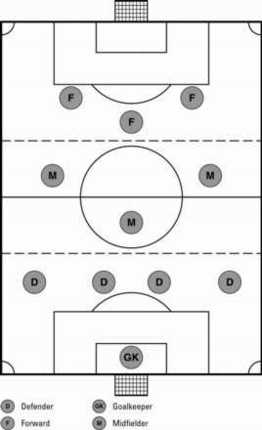 F F
F
M M
M
D D D D
GK
D Defender GK Goalkeeper
F Forward M Midfielder